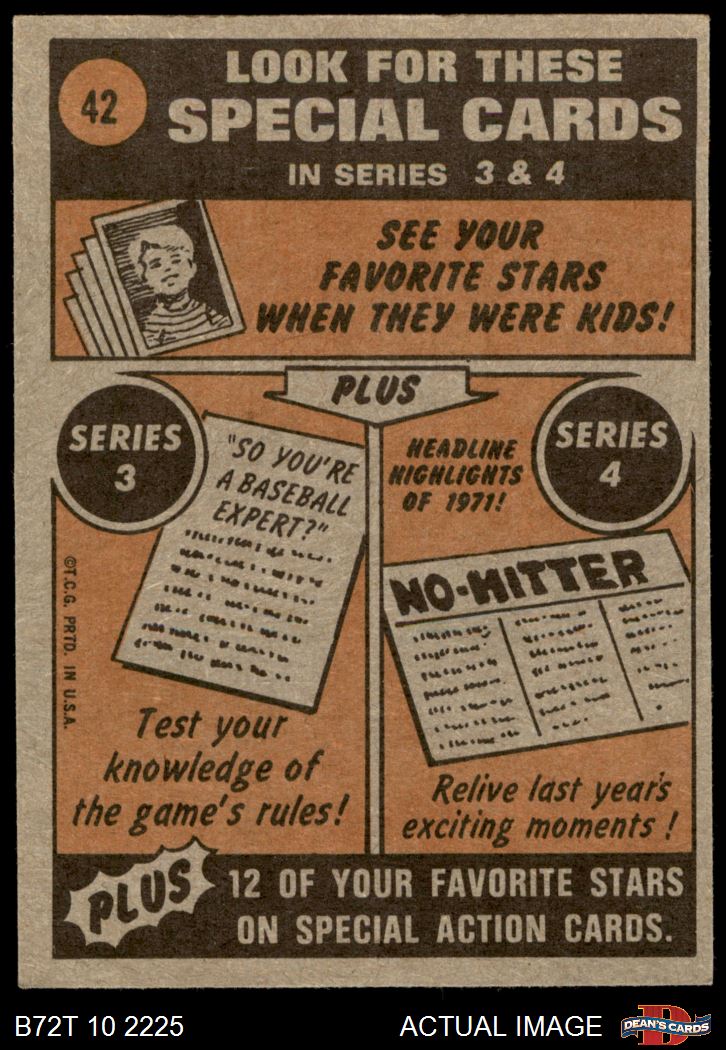 42
LOOK FOR THESE
SPECIAL CARDS
IN SERIES 3 & 4
SEE YOUR
FAVORITE STARS
WHEN THEY WERE KIDS!
PLUS
SERIES
3
"SO YOU'RE
A BASEBALL
EXPERT?"
Test your
knowledge of
the game's rules!
©T.C.G. PRTD. IN U.S.A.
HEADLINE
HIGHLIGHTS
OF 1971!
SERIES
4
NO-HITTER
Relive last year's
exciting moments!
PLUS
12 OF YOUR FAVORITE STARS
ON SPECIAL ACTION CARDS.
B72T 10 2225
ACTUAL IMAGE
D
DEAN'S CARDS